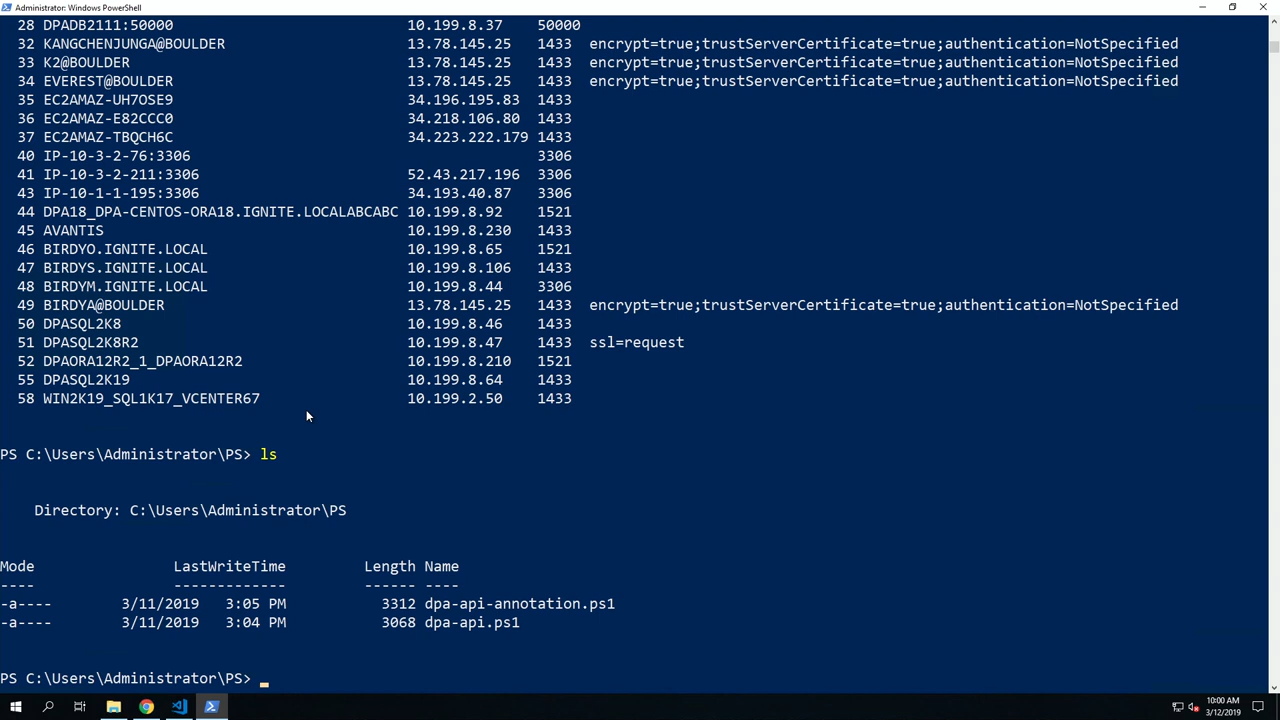 Administrator: Windows PowerShell
28 DPADB2111:50000 10.199.8.37 50000
32 KANGCHENJUNGA@BOULDER 13.78.145.25 1433 encrypt=true;trustServerCertificate=true;authentication=NotSpecified
33 K2@BOULDER 13.78.145.25 1433 encrypt=true;trustServerCertificate=true;authentication=NotSpecified
34 EVEREST@BOULDER 13.78.145.25 1433 encrypt=true;trustServerCertificate=true;authentication=NotSpecified
35 EC2AMAZ-UH7OSE9 34.196.195.83 1433
36 EC2AMAZ-E82CCC0 34.218.106.80 1433
37 EC2AMAZ-TBQCH6C 34.223.222.179 1433
40 IP-10-3-2-76:3306 3306
41 IP-10-3-2-211:3306 52.43.217.196 3306
43 IP-10-1-1-195:3306 34.193.40.87 3306
44 DPA18_DPA-CENTOS-ORA18.IGNITE.LOCALABCABC 10.199.8.92 1521
45 AVANTIS 10.199.8.230 1433
46 BIRDYO.IGNITE.LOCAL 10.199.8.65 1521
47 BIRDYS.IGNITE.LOCAL 10.199.8.106 1433
48 BIRDYM.IGNITE.LOCAL 10.199.8.44 3306
49 BIRDYA@BOULDER 13.78.145.25 1433 encrypt=true;trustServerCertificate=true;authentication=NotSpecified
50 DPASQL2K8 10.199.8.46 1433
51 DPASQL2K8R2 10.199.8.47 1433 ssl=request
52 DPAORA12R2_1_DPAORA12R2 10.199.8.210 1521
55 DPASQL2K19 10.199.8.64 1433
58 WIN2K19_SQL1K17_VCENTER67 10.199.2.50 1433
PS C:\Users\Administrator\PS> ls
Directory: C:\Users\Administrator\PS
Mode LastWriteTime Length Name
---- ------------- ------ ----
-a---- 3/11/2019 3:05 PM 3312 dpa-api-annotation.ps1
-a---- 3/11/2019 3:04 PM 3068 dpa-api.ps1
PS C:\Users\Administrator\PS> _
10:00 AM
3/12/2019